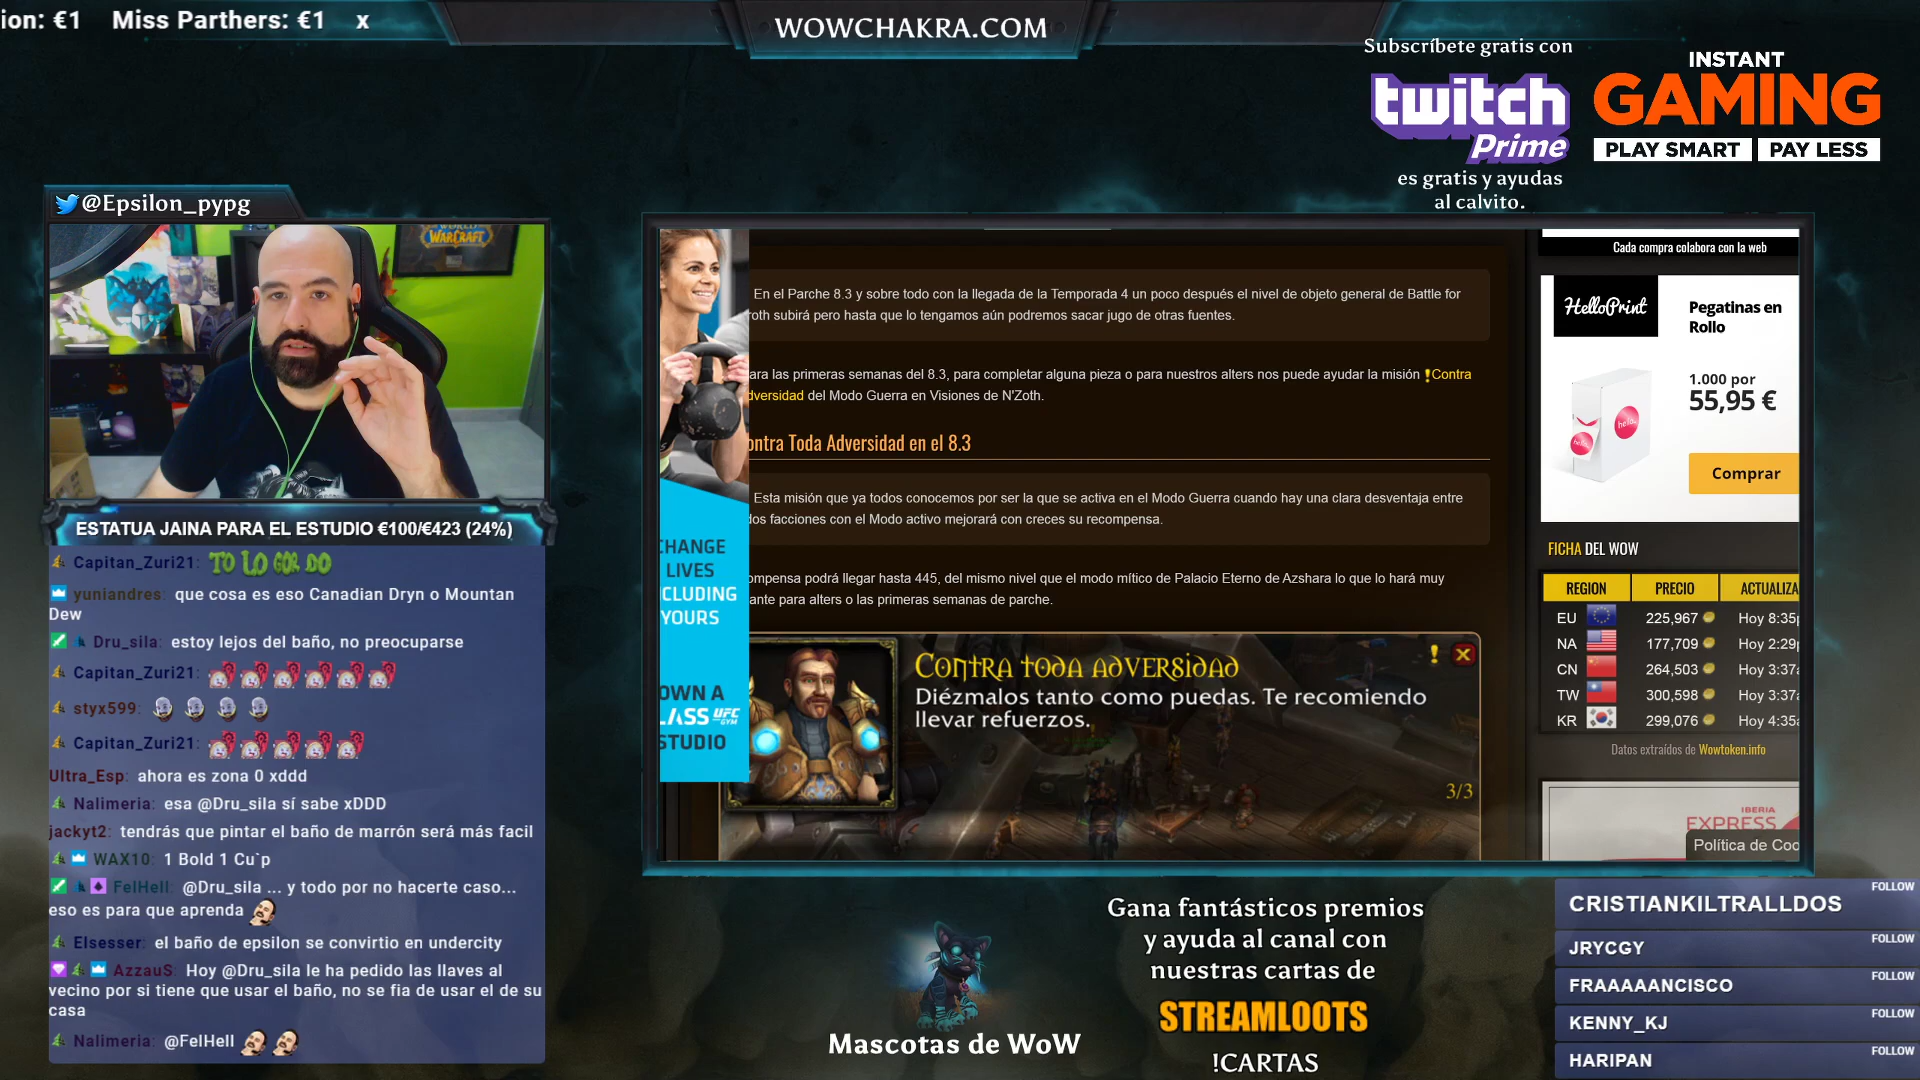 ion: €1 Miss Parthers: €1 x
WOWCHAKRA.COM
Subscríbete gratis con
twitch
Prime
es gratis y ayudas
al calvito.
INSTANT
GAMING
PLAY SMART PAY LESS
@Epsilon_pypg
WORLD
WARCRAFT
ESTATUA JAINA PARA EL ESTUDIO €100/€423 (24%)
Capitan_Zuri21: TO LO GOR DO
yuniandres: que cosa es eso Canadian Dryn o Mountan
Dew
Dru_sila: estoy lejos del baño, no preocuparse
Capitan_Zuri21:
styx599:
Capitan_Zuri21:
Ultra_Esp: ahora es zona 0 xddd
Nalimeria: esa @Dru_sila sí sabe xDDD
jackyt2: tendrás que pintar el baño de marrón será más facil
WAX10: 1 Bold 1 Cu`p
FelHell: @Dru_sila ... y todo por no hacerte caso...
eso es para que aprenda
Elsesser: el baño de epsilon se convirtio en undercity
AzzauS: Hoy @Dru_sila le ha pedido las llaves al
vecino por si tiene que usar el baño, no se fia de usar el de su
casa
Nalimeria: @FelHell
En el Parche 8.3 y sobre todo con la llegada de la Temporada 4 un poco después el nivel de objeto general de Battle for
roth subirá pero hasta que lo tengamos aún podremos sacar jugo de otras fuentes.
ara las primeras semanas del 8.3, para completar alguna pieza o para nuestros alters nos puede ayudar la misión !Contra
dversidad del Modo Guerra en Visiones de N'Zoth.
ontra Toda Adversidad en el 8.3
Esta misión que ya todos conocemos por ser la que se activa en el Modo Guerra cuando hay una clara desventaja entre
dos facciones con el Modo activo mejorará con creces su recompensa.
ompensa podrá llegar hasta 445, del mismo nivel que el modo mítico de Palacio Eterno de Azshara lo que lo hará muy
ante para alters o las primeras semanas de parche.
CHANGE
LIVES
CLUDING
YOURS
OWN A
LASS UFC GYM
STUDIO
Contra toda adversidad
Diézmalos tanto como puedas. Te recomiendo
llevar refuerzos.
3/3
Cada compra colabora con la web
HelloPrint
Pegatinas en
Rollo
1.000 por
55,95 €
hello
hello
Comprar
FICHA DEL WOW
REGION PRECIO ACTUALIZA
EU 225,967 Hoy 8:35p
NA 177,709 Hoy 2:29p
CN 264,503 Hoy 3:37a
TW 300,598 Hoy 3:37a
KR 299,076 Hoy 4:35a
Datos extraídos de Wowtoken.info
IBERIA
EXPRESS
Política de Coo
Mascotas de WoW
Gana fantásticos premios
y ayuda al canal con
nuestras cartas de
STREAMLOOTS
!CARTAS
CRISTIANKILTRALLDOS FOLLOW
JRYCGY FOLLOW
FRAAAANCISCO FOLLOW
KENNY_KJ FOLLOW
HARIPAN FOLLOW